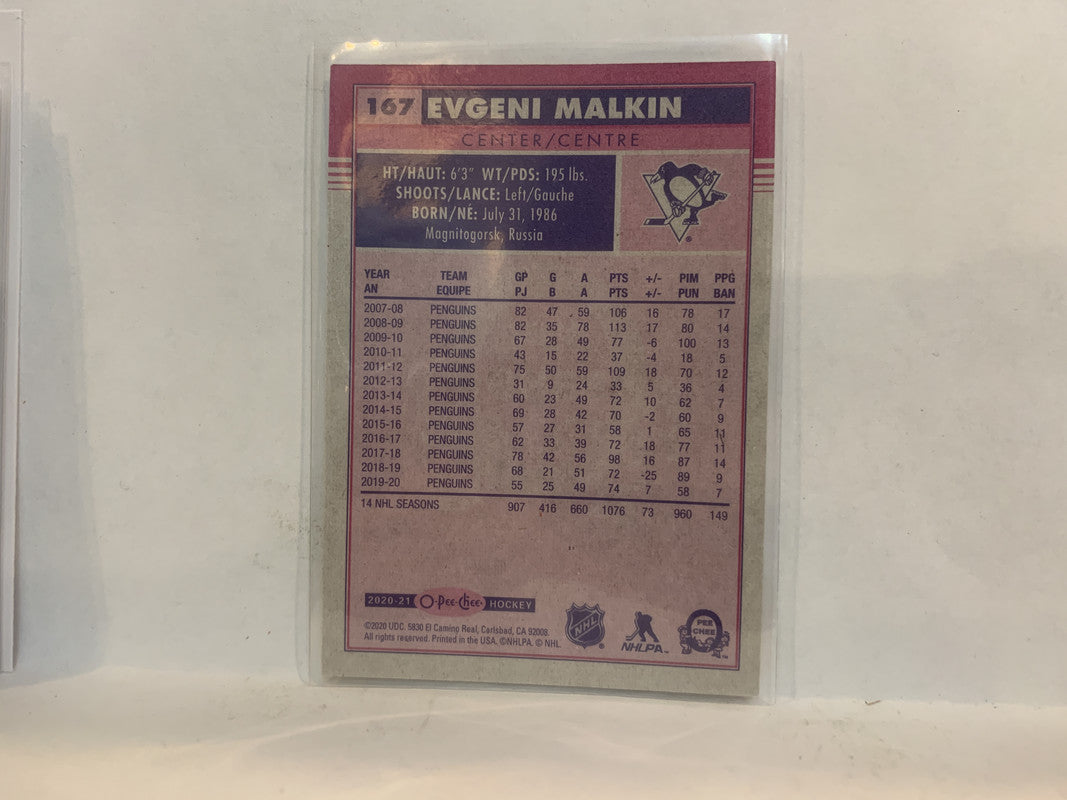 167 EVGENI MALKIN
CENTER/CENTRE
HT/HAUT: 6'3" WT/PDS: 195 lbs.
SHOOTS/LANCE: Left/Gauche
BORN/NÉ: July 31, 1986
Magnitogorsk, Russia
YEAR TEAM GP G A PTS +/- PIM PPG
AN EQUIPE PJ B A PTS +/- PUN BAN
2007-08 PENGUINS 82 47 59 106 16 78 17
2008-09 PENGUINS 82 35 78 113 17 80 14
2009-10 PENGUINS 67 28 49 77 -6 100 13
2010-11 PENGUINS 43 15 22 37 -4 18 5
2011-12 PENGUINS 75 50 59 109 18 70 12
2012-13 PENGUINS 31 9 24 33 5 36 4
2013-14 PENGUINS 60 23 49 72 10 62 7
2014-15 PENGUINS 69 28 42 70 -2 60 9
2015-16 PENGUINS 57 27 31 58 1 65 11
2016-17 PENGUINS 62 33 39 72 18 77 11
2017-18 PENGUINS 78 42 56 98 16 87 14
2018-19 PENGUINS 68 21 51 72 -25 89 9
2019-20 PENGUINS 55 25 49 74 7 58 7
14 NHL SEASONS 907 416 660 1076 73 960 149
2020-21 O-Pee-Chee HOCKEY
©2020 UDC. 5830 El Camino Real, Carlsbad, CA 92008.
All rights reserved. Printed in the USA. ©NHLPA. © NHL
NHL
NHLPA™
O PEE CHEE™